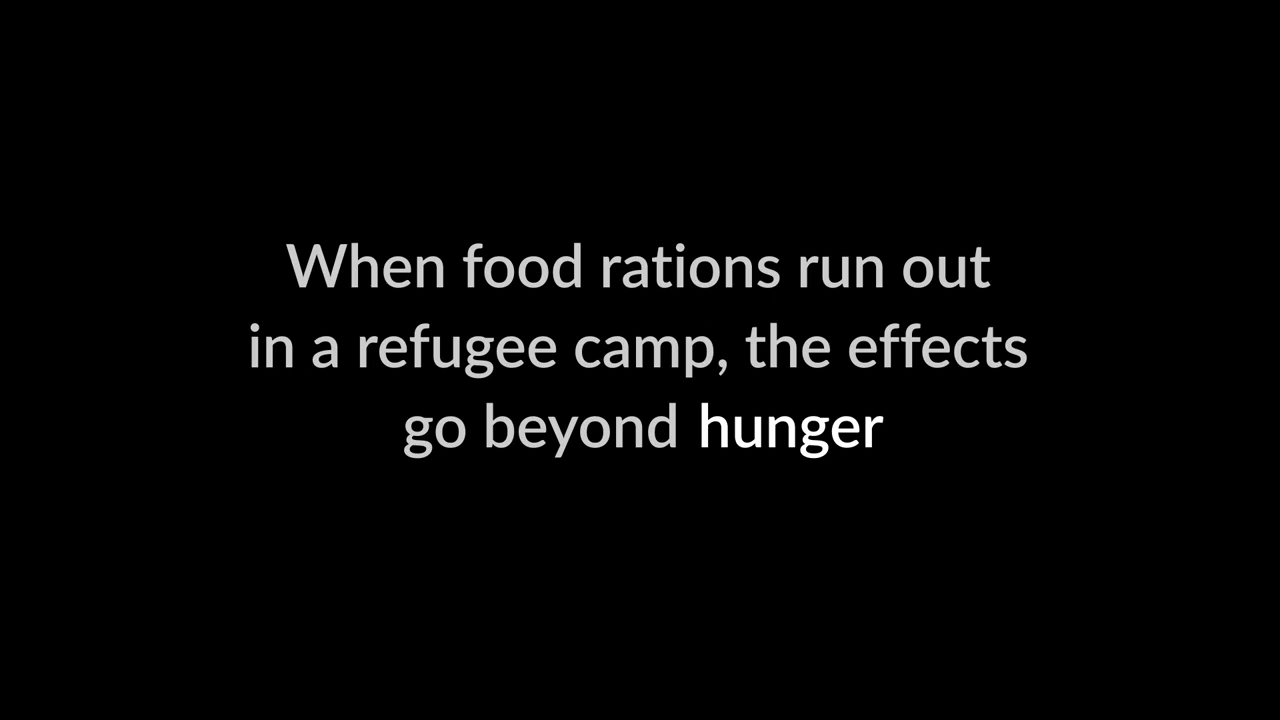 When food rations run out
in a refugee camp, the effects
go beyond hunger